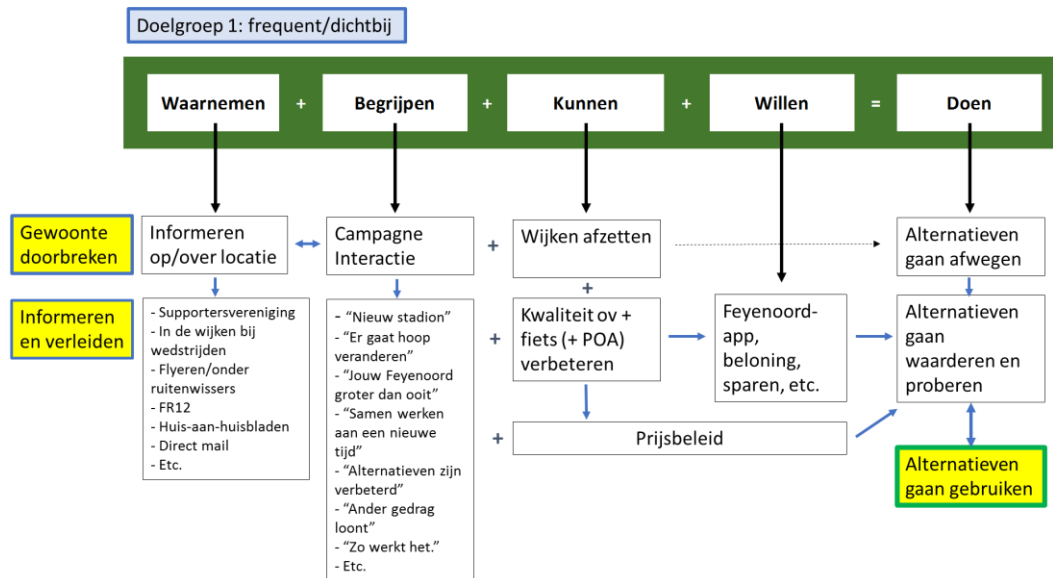 Doelgroep 1: frequent/dichtbij
Waarnemen + Begrijpen + Kunnen + Willen = Doen
Gewoonte
doorbreken
Informeren
op/over locatie
Campagne
Interactie
+
Wijken afzetten
Alternatieven
gaan afwegen
+
Informeren
en verleiden
- Supportersvereniging
- In de wijken bij
wedstrijden
- Flyeren/onder
ruitenwissers
- FR12
- Huis-aan-huisbladen
- Direct mail
- Etc.
- “Nieuw stadion”
- “Er gaat hoop
veranderen”
- “Jouw Feyenoord
groter dan ooit”
- “Samen werken
aan een nieuwe
tijd”
- “Alternatieven zijn
verbeterd”
- “Ander gedrag
loont”
- “Zo werkt het.”
- Etc.
+
Kwaliteit ov +
fiets (+ POA)
verbeteren
Feyenoord-
app,
beloning,
sparen, etc.
Alternatieven
gaan
waarderen en
proberen
+
Prijsbeleid
Alternatieven
gaan gebruiken